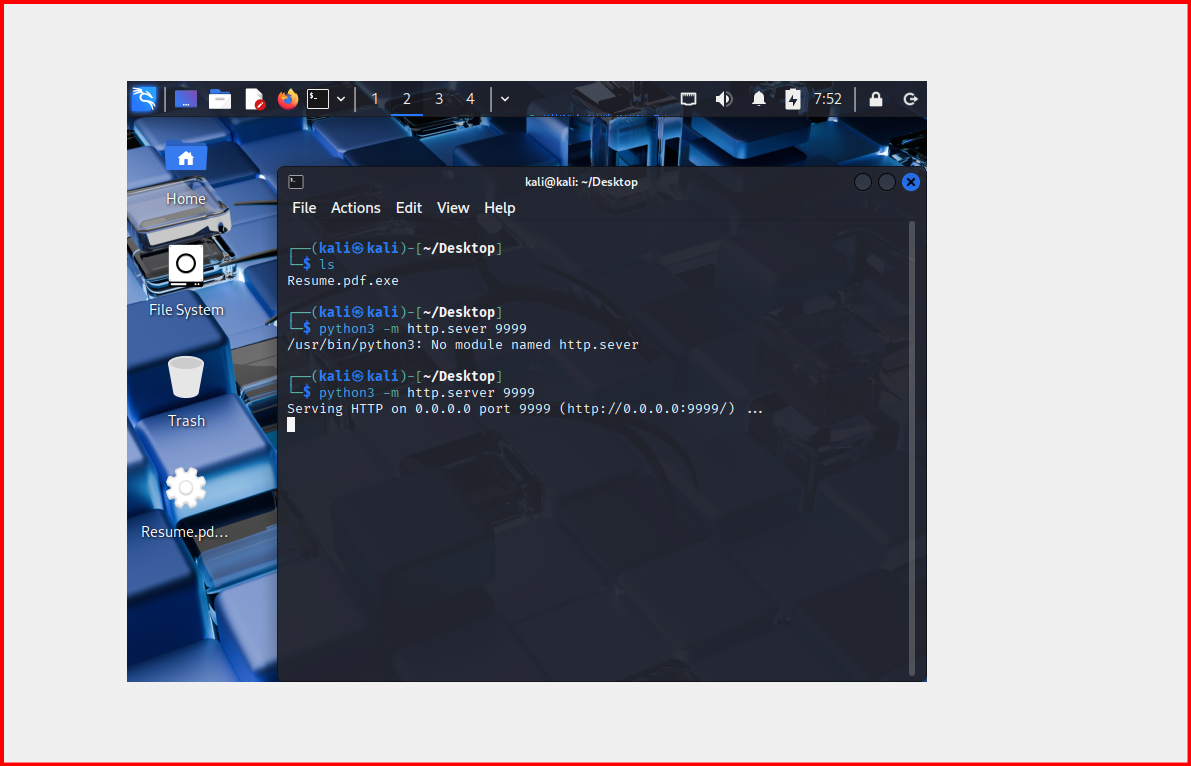 1 2 3 4 7:52
Home
File System
Trash
Resume.pd...
kali@kali: ~/Desktop
File Actions Edit View Help
┌──(kali㉿kali)-[~/Desktop]
└─$ ls
Resume.pdf.exe
┌──(kali㉿kali)-[~/Desktop]
└─$ python3 -m http.sever 9999
/usr/bin/python3: No module named http.sever
┌──(kali㉿kali)-[~/Desktop]
└─$ python3 -m http.server 9999
Serving HTTP on 0.0.0.0 port 9999 (http://0.0.0.0:9999/) ...